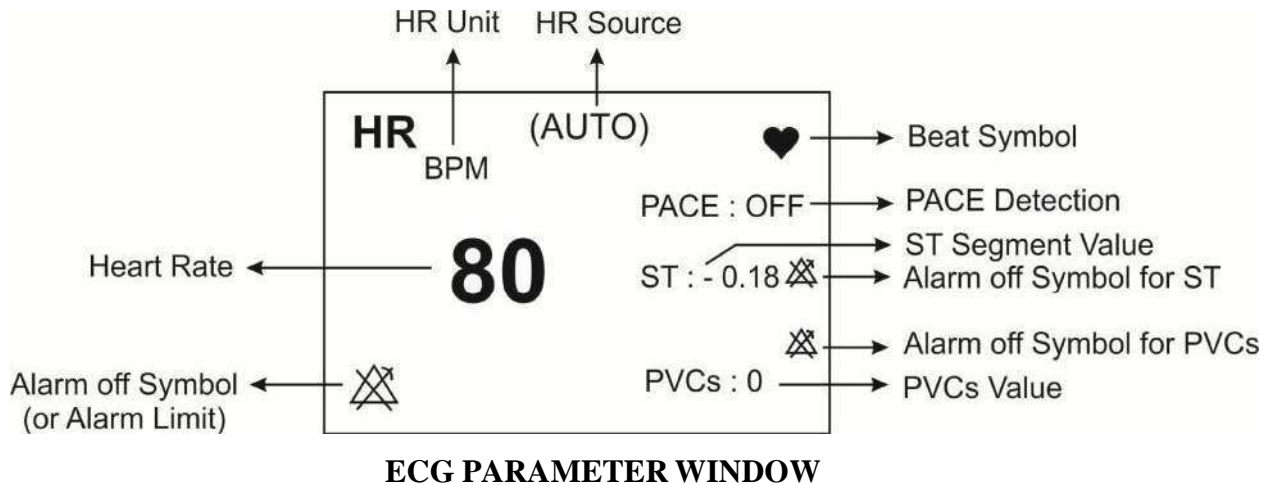 HR Unit HR Source
HR (AUTO)
BPM
Beat Symbol
PACE : OFF PACE Detection
ST Segment Value
Heart Rate 80 ST : - 0.18 Alarm off Symbol for ST
Alarm off Symbol for PVCs
Alarm off Symbol PVCs : 0 PVCs Value
(or Alarm Limit)
ECG PARAMETER WINDOW